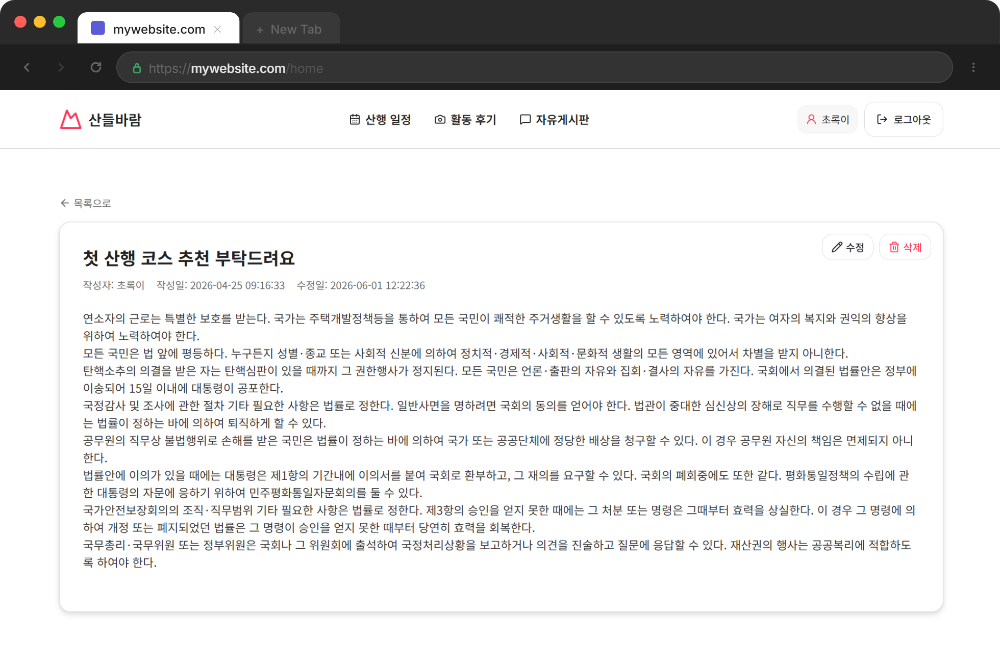 mywebsite.com
+ New Tab
https://mywebsite.com/home
산들바람
산행 일정
활동 후기
자유게시판
초록이
로그아웃
목록으로
수정
삭제
첫 산행 코스 추천 부탁드려요
작성자: 초록이 작성일: 2026-04-25 09:16:33 수정일: 2026-06-01 12:22:36
연소자의 근로는 특별한 보호를 받는다. 국가는 주택개발정책등을 통하여 모든 국민이 쾌적한 주거생활을 할 수 있도록 노력하여야 한다. 국가는 여자의 복지와 권익의 향상을
위하여 노력하여야 한다.
모든 국민은 법 앞에 평등하다. 누구든지 성별·종교 또는 사회적 신분에 의하여 정치적·경제적·사회적·문화적 생활의 모든 영역에 있어서 차별을 받지 아니한다.
탄핵소추의 의결을 받은 자는 탄핵심판이 있을 때까지 그 권한행사가 정지된다. 모든 국민은 언론·출판의 자유와 집회·결사의 자유를 가진다. 국회에서 의결된 법률안은 정부에
이송되어 15일 이내에 대통령이 공포한다.
국정감사 및 조사에 관한 절차 기타 필요한 사항은 법률로 정한다. 일반사면을 명하려면 국회의 동의를 얻어야 한다. 법관이 중대한 심신상의 장해로 직무를 수행할 수 없을 때에
는 법률이 정하는 바에 의하여 퇴직하게 할 수 있다.
공무원의 직무상 불법행위로 손해를 받은 국민은 법률이 정하는 바에 의하여 국가 또는 공공단체에 정당한 배상을 청구할 수 있다. 이 경우 공무원 자신의 책임은 면제되지 아니
한다.
법률안에 이의가 있을 때에는 대통령은 제1항의 기간내에 이의서를 붙여 국회로 환부하고, 그 재의를 요구할 수 있다. 국회의 폐회중에도 또한 같다. 평화통일정책의 수립에 관
한 대통령의 자문에 응하기 위하여 민주평화통일자문회의를 둘 수 있다.
국가안전보장회의의 조직·직무범위 기타 필요한 사항은 법률로 정한다. 제3항의 승인을 얻지 못한 때에는 그 처분 또는 명령은 그때부터 효력을 상실한다. 이 경우 그 명령에 의
하여 개정 또는 폐지되었던 법률은 그 명령이 승인을 얻지 못한 때부터 당연히 효력을 회복한다.
국무총리·국무위원 또는 정부위원은 국회나 그 위원회에 출석하여 국정처리상황을 보고하거나 의견을 진술하고 질문에 응답할 수 있다. 재산권의 행사는 공공복리에 적합하도
록 하여야 한다.